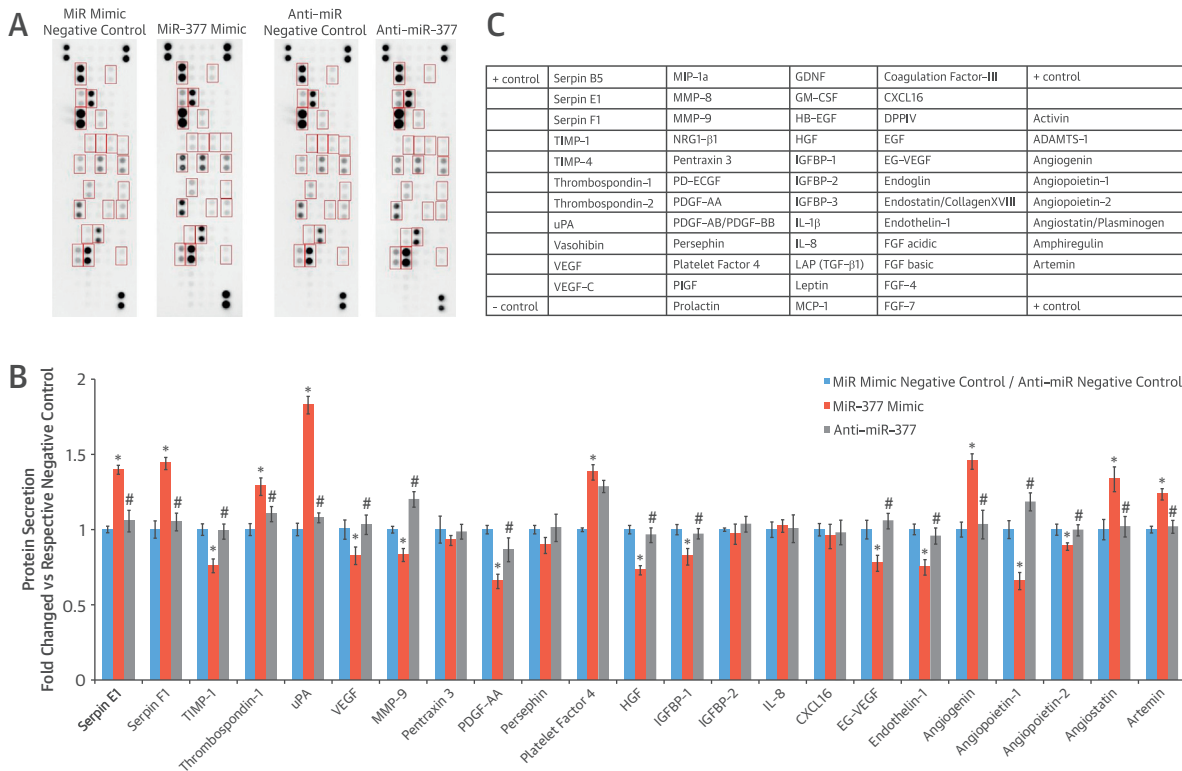 A
MiR Mimic
Negative Control
MiR-377 Mimic
Anti-miR
Negative Control
Anti-miR-377
C
+ control Serpin B5 MIP-1a GDNF Coagulation Factor-III + control
Serpin E1 MMP-8 GM-CSF CXCL16
Serpin F1 MMP-9 HB-EGF DPPIV Activin
TIMP-1 NRG1-β1 HGF EGF ADAMTS-1
TIMP-4 Pentraxin 3 IGFBP-1 EG-VEGF Angiogenin
Thrombospondin-1 PD-ECGF IGFBP-2 Endoglin Angiopoietin-1
Thrombospondin-2 PDGF-AA IGFBP-3 Endostatin/CollagenXVIII Angiopoietin-2
uPA PDGF-AB/PDGF-BB IL-1β Endothelin-1 Angiostatin/Plasminogen
Vasohibin Persephin IL-8 FGF acidic Amphiregulin
VEGF Platelet Factor 4 LAP (TGF-β1) FGF basic Artemin
VEGF-C PIGF Leptin FGF-4
- control Prolactin MCP-1 FGF-7 + control
B
Protein Secretion
Fold Changed vs Respective Negative Control
2
1.5
1
0.5
0
MiR Mimic Negative Control / Anti-miR Negative Control
MiR-377 Mimic
Anti-miR-377
* # * # * # * # * # * # * # * # * * # * # * # * # * # * # * # * # * #
Serpin E1
Serpin F1
TIMP-1
Thrombospondin-1
uPA
VEGF
MMP-9
Pentraxin 3
PDGF-AA
Persephin
Platelet Factor 4
HGF
IGFBP-1
IGFBP-2
IL-8
CXCL16
EG-VEGF
Endothelin-1
Angiogenin
Angiopoietin-1
Angiopoietin-2
Angiostatin
Artemin